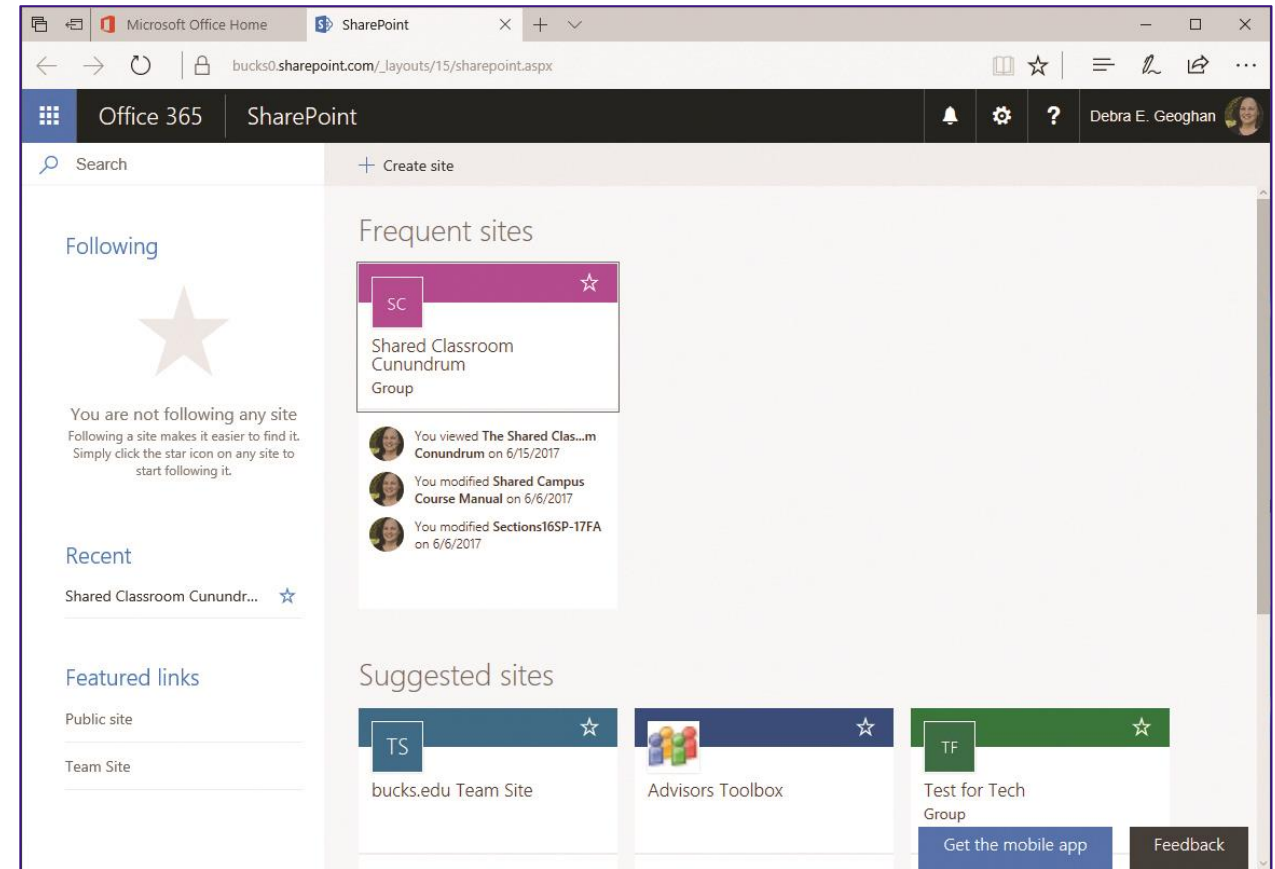 Microsoft Office Home
SharePoint
bucks0.sharepoint.com/_layouts/15/sharepoint.aspx
Office 365
SharePoint
?
Debra E. Geoghan
Search
+ Create site
Following
You are not following any site
Following a site makes it easier to find it.
Simply click the star icon on any site to
start following it.
Recent
Shared Classroom Cunundr...
Featured links
Public site
Team Site
Frequent sites
SC
Shared Classroom
Cunundrum
Group
You viewed The Shared Clas...m
Conundrum on 6/15/2017
You modified Shared Campus
Course Manual on 6/6/2017
You modified Sections16SP-17FA
on 6/6/2017
Suggested sites
TS
bucks.edu Team Site
Advisors Toolbox
TF
Test for Tech
Group
Get the mobile app
Feedback